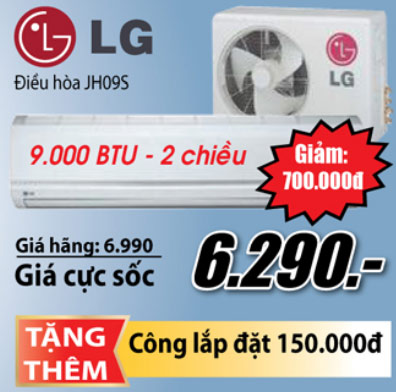 LG
Điều hòa JH09S
LG
9.000 BTU - 2 chiều
Giảm:
700.000đ
Giá hãng: 6.990
Giá cực sốc
6.290.-
TẶNG
THÊM
Công lắp đặt 150.000đ